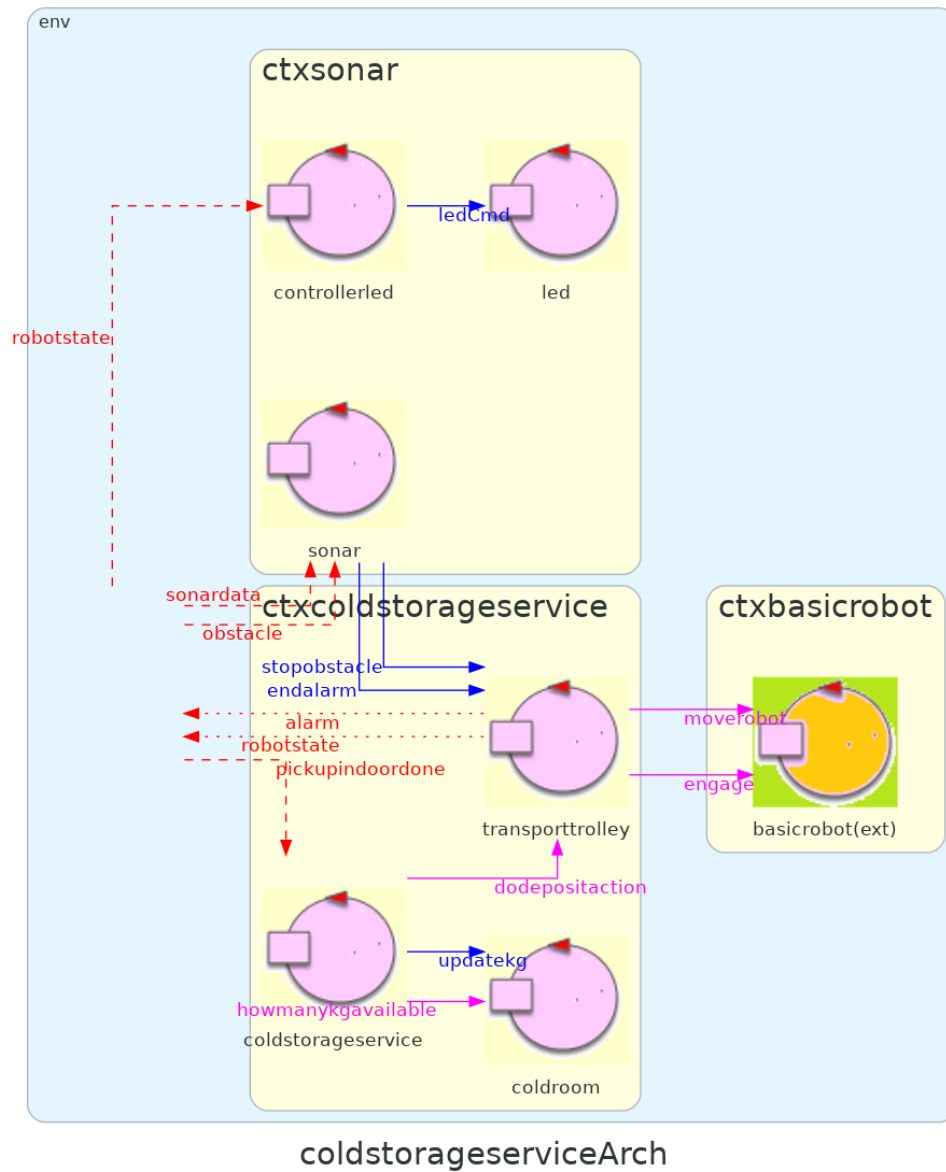 env
ctxsonar
ledCmd
controllerled
led
robotstate
sonar
sonardata
ctxcoldstorageservice
ctxbasicrobot
obstacle
stopobstacle
endalarm
alarm
moverobot
robotstate
pickupindoordone
engage
transporttrolley
basicrobot(ext)
dodepositaction
updatekg
howmanykgavailable
coldstorageservice
coldroom
coldstorageserviceArch